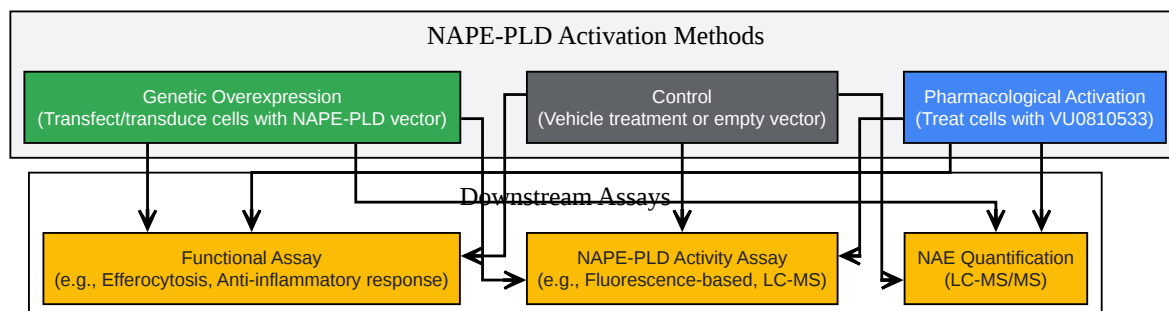 NAPE-PLD Activation Methods
Genetic Overexpression
(Transfect/transduce cells with NAPE-PLD vector)
Control
(Vehicle treatment or empty vector)
Pharmacological Activation
(Treat cells with VU0810533)
Downstream Assays
Functional Assay
(e.g., Efferocytosis, Anti-inflammatory response)
NAPE-PLD Activity Assay
(e.g., Fluorescence-based, LC-MS)
NAE Quantification
(LC-MS/MS)